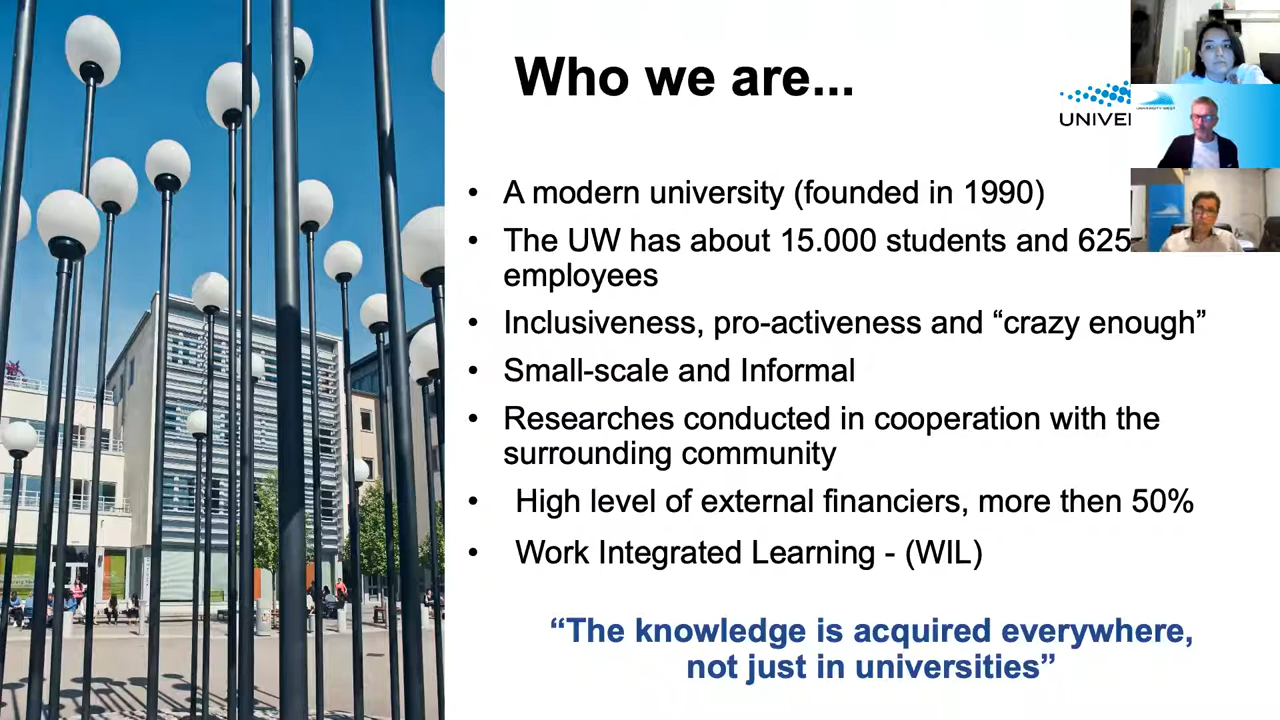 Who we are...
UNIVE
UNIVERSITY WEST
• A modern university (founded in 1990)
• The UW has about 15.000 students and 625
employees
• Inclusiveness, pro-activeness and “crazy enough”
• Small-scale and Informal
• Researches conducted in cooperation with the
surrounding community
• High level of external financiers, more then 50%
• Work Integrated Learning - (WIL)
“The knowledge is acquired everywhere,
not just in universities”